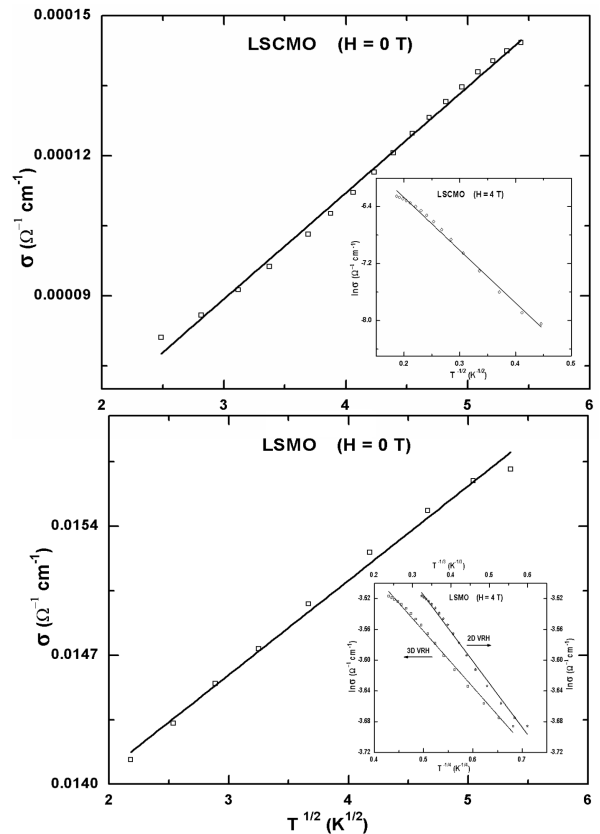 0.00015
LSCMO (H = 0 T)
0.00012
σ (Ω⁻¹ cm⁻¹)
0.00009
LSCMO (H = 4 T)
-6.4
-7.2
-8.0
lnσ (Ω⁻¹ cm⁻¹)
0.2 0.3 0.4 0.5
T⁻¹/² (K⁻¹/²)
2 3 4 5 6
LSMO (H = 0 T)
0.0154
σ (Ω⁻¹ cm⁻¹)
0.0147
0.0140
T⁻¹/³ (K⁻¹/³)
0.2 0.3 0.4 0.5 0.6
LSMO (H = 4 T)
-3.52 -3.52
-3.56 -3.56
2D VRH
3D VRH
-3.60 -3.60
-3.64 -3.64
-3.68 -3.68
-3.72 -3.72
lnσ (Ω⁻¹ cm⁻¹)
lnσ (Ω⁻¹ cm⁻¹)
0.4 0.5 0.6 0.7
T⁻¹/⁴ (K⁻¹/⁴)
2 3 4 5 6
T ¹/² (K¹/²)